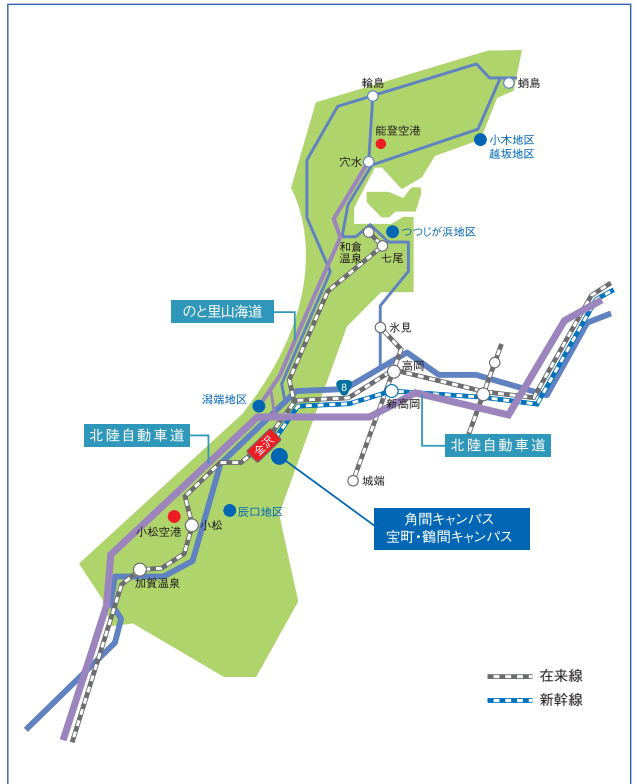 輪島
蛸島
能登空港
小木地区
越坂地区
穴水
つつじが浜地区
和倉
温泉
七尾
のと里山海道
氷見
高岡
8
新高岡
潟端地区
北陸自動車道
北陸自動車道
金沢
城端
辰口地区
角間キャンパス
宝町・鶴間キャンパス
小松空港
小松
加賀温泉
在来線
新幹線